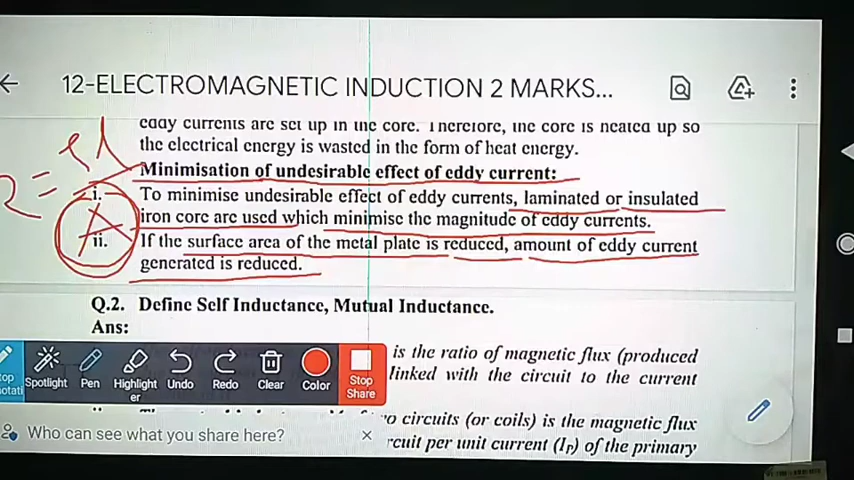 12-ELECTROMAGNETIC INDUCTION 2 MARKS...
eddy currents are set up in the core. Therefore, the core is heated up so
the electrical energy is wasted in the form of heat energy.
Minimisation of undesirable effect of eddy current:
i. To minimise undesirable effect of eddy currents, laminated or insulated
iron core are used which minimise the magnitude of eddy currents.
ii. If the surface area of the metal plate is reduced, amount of eddy current
generated is reduced.
Q.2. Define Self Inductance, Mutual Inductance.
Ans:
is the ratio of magnetic flux (produced
linked with the circuit to the current
o circuits (or coils) is the magnetic flux
rcuit per unit current (IP) of the primary
Spotlight Pen Highlight
er Undo Redo Clear Color Stop
Share
Who can see what you share here?